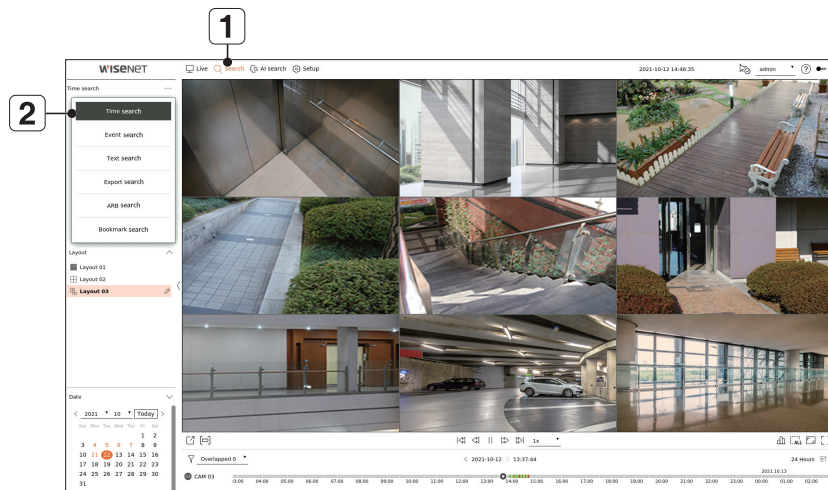 1
WISENET
Live
Search
AI search
Setup
2021-10-12 14:46:35
admin
?
Time search
...
2
Time search
Event search
Text search
Export search
ARB search
Bookmark search
Layout
Layout 01
Layout 02
Layout 03
Date
2021
10
Today
Sun Mon Tue Wed Thu Fri Sat
1 2
3 4 5 6 7 8 9
10 11 12 13 14 15 16
17 18 19 20 21 22 23
24 25 26 27 28 29 30
31
1x
ALL
Overlapped 0
2021-10-12
13:37:44
24 Hours
CAM 03
2021.10.13
03:00 04:00 05:00 06:00 07:00 08:00 09:00 10:00 11:00 12:00 13:00 14:00 15:00 16:00 17:00 18:00 19:00 20:00 21:00 22:00 23:00 00:00 01:00 02:00